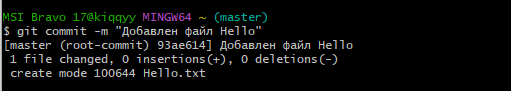 MSI Bravo 17@kiqqyy MINGW64 ~ (master)
$ git commit -m "Добавлен файл Hello"
[master (root-commit) 93ae614] Добавлен файл Hello
1 file changed, 0 insertions(+), 0 deletions(-)
create mode 100644 Hello.txt